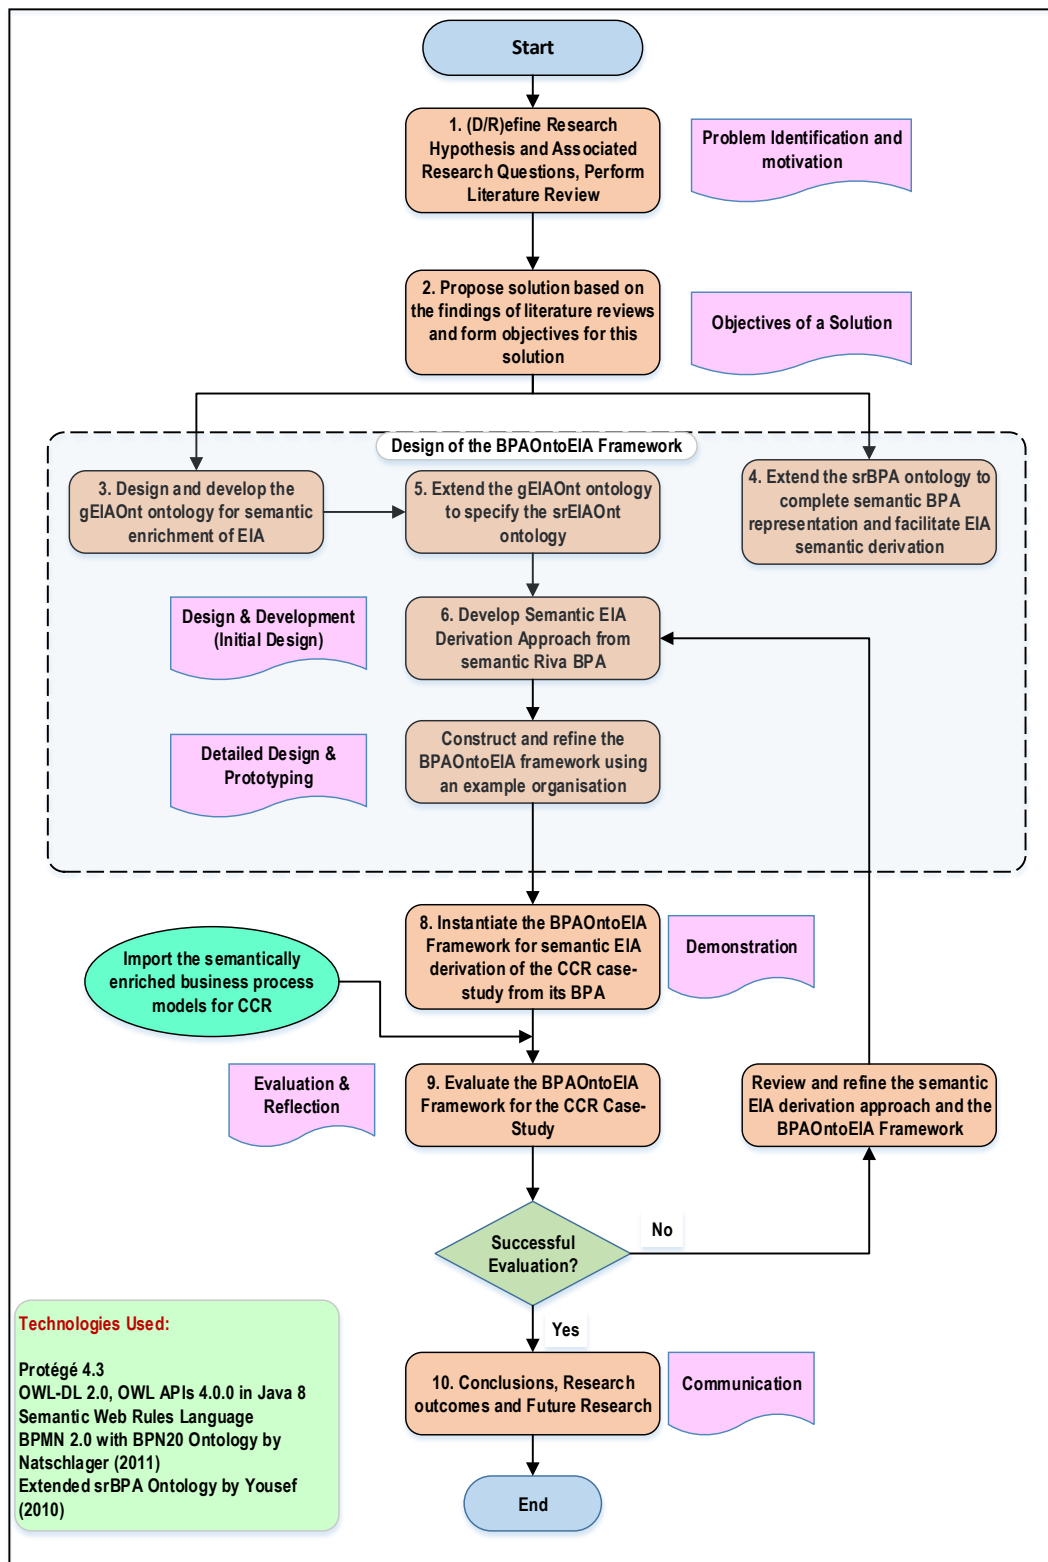 Start
1. (D/R)efine Research
Hypothesis and Associated
Research Questions, Perform
Literature Review
Problem Identification and
motivation
2. Propose solution based on
the findings of literature reviews
and form objectives for this
solution
Objectives of a Solution
Design of the BPAOntoEIA Framework
3. Design and develop the
gEIAOnt ontology for semantic
enrichment of EIA
5. Extend the gEIAOnt ontology
to specify the srEIAOnt
ontology
4. Extend the srBPA ontology to
complete semantic BPA
representation and facilitate EIA
semantic derivation
Design & Development
(Initial Design)
6. Develop Semantic EIA
Derivation Approach from
semantic Riva BPA
Detailed Design &
Prototyping
Construct and refine the
BPAOntoEIA framework using
an example organisation
8. Instantiate the BPAOntoEIA
Framework for semantic EIA
derivation of the CCR case-
study from its BPA
Demonstration
Import the semantically
enriched business process
models for CCR
Evaluation &
Reflection
9. Evaluate the BPAOntoEIA
Framework for the CCR Case-
Study
Review and refine the semantic
EIA derivation approach and the
BPAOntoEIA Framework
Successful
Evaluation?
No
Yes
10. Conclusions, Research
outcomes and Future Research
Communication
End
Technologies Used:
Protégé 4.3
OWL-DL 2.0, OWL APIs 4.0.0 in Java 8
Semantic Web Rules Language
BPMN 2.0 with BPN20 Ontology by
Natschlager (2011)
Extended srBPA Ontology by Yousef
(2010)